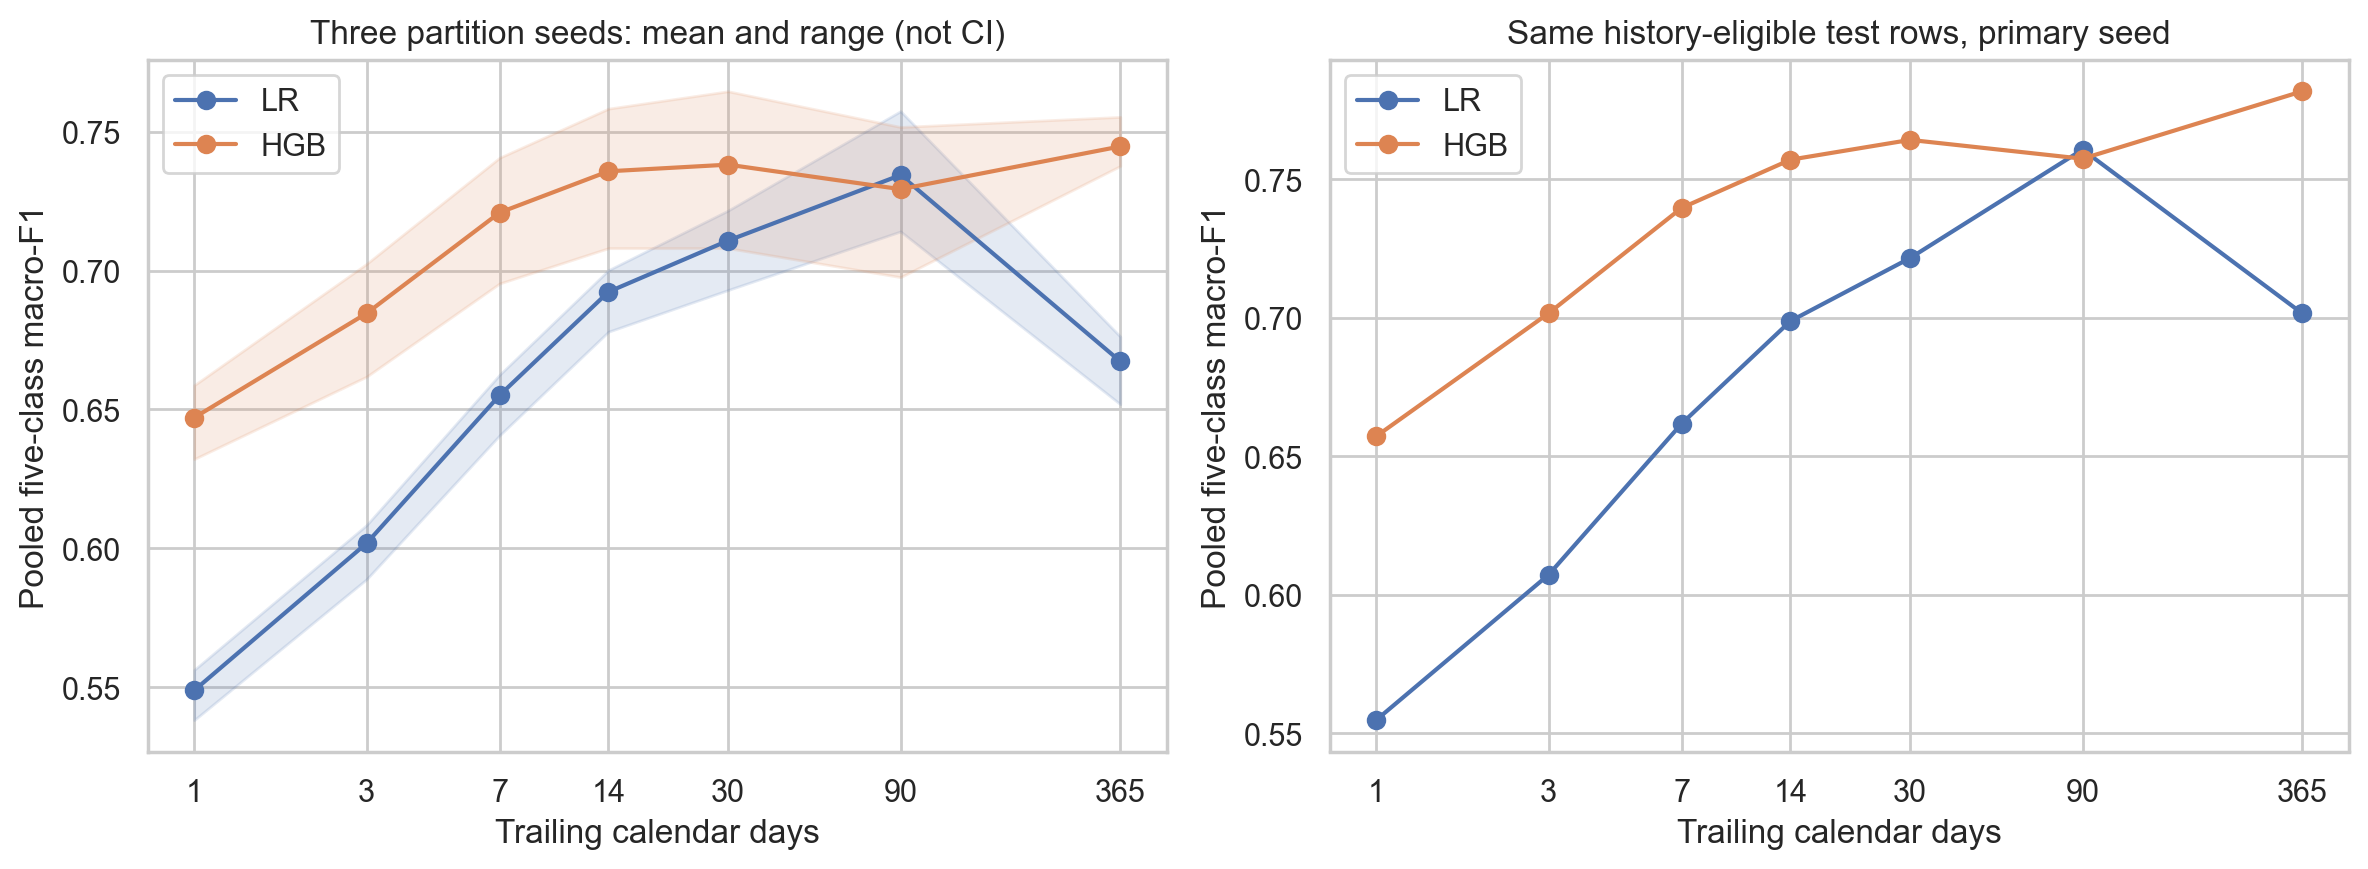 Three partition seeds: mean and range (not CI)
LR
HGB
0.75
0.70
0.65
0.60
0.55
Pooled five-class macro-F1
1 3 7 14 30 90 365
Trailing calendar days
Same history-eligible test rows, primary seed
LR
HGB
0.75
0.70
0.65
0.60
0.55
Pooled five-class macro-F1
1 3 7 14 30 90 365
Trailing calendar days